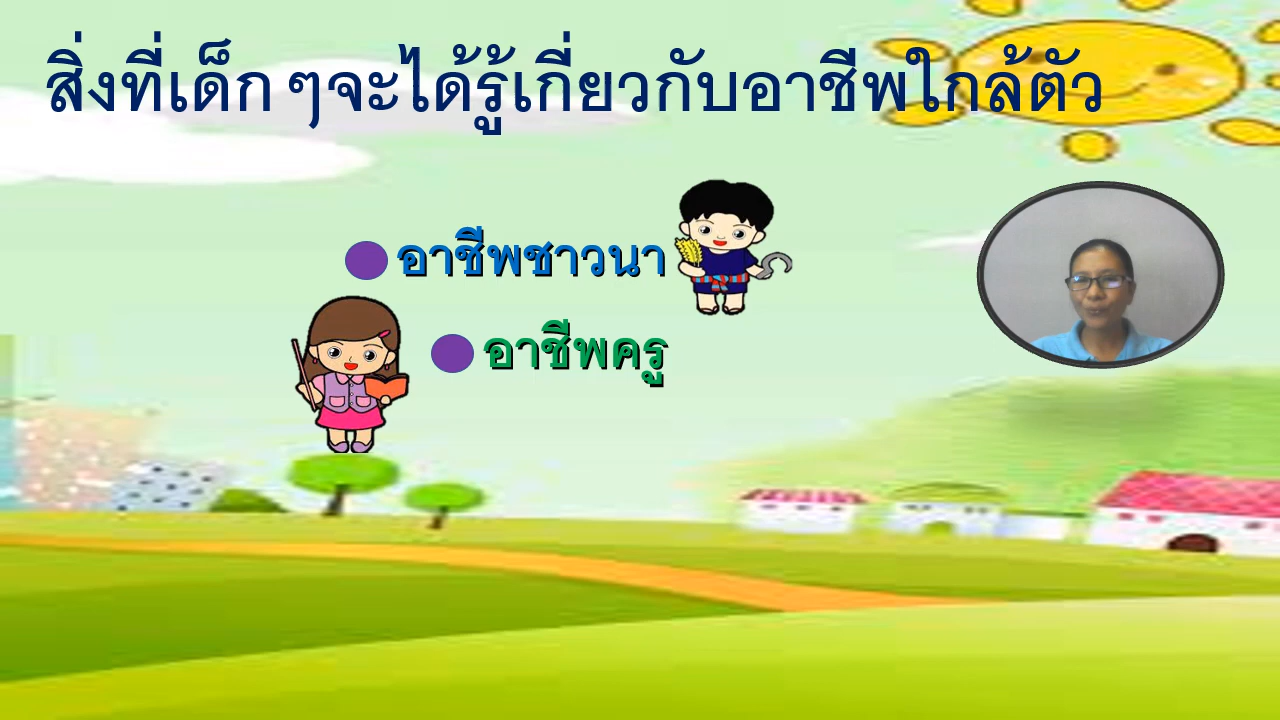 สิ่งที่เด็ก ๆจะได้รู้เกี่ยวกับอาชีพใกล้ตัว
อาชีพชาวนา
อาชีพครู